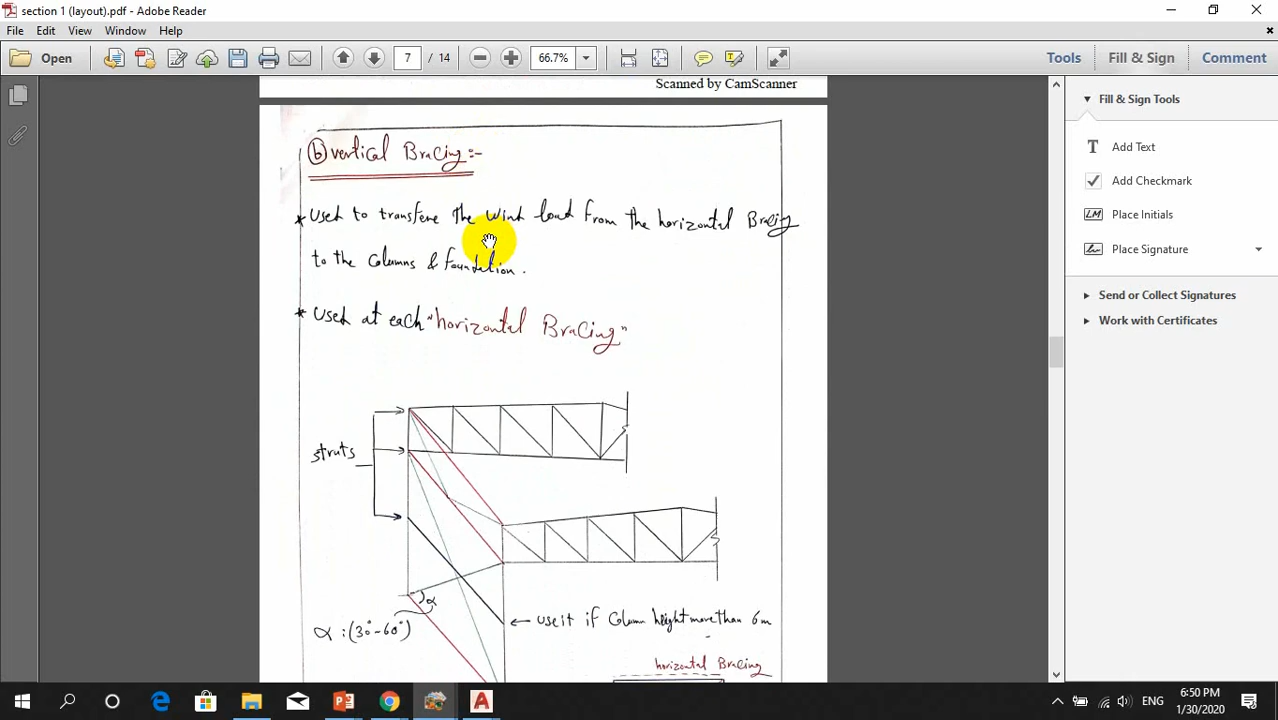 section 1 (layout).pdf - Adobe Reader
File Edit View Window Help
Open 7 / 14 66.7% Tools Fill & Sign Comment
Scanned by CamScanner
Fill & Sign Tools
Add Text
Add Checkmark
Place Initials
Place Signature
Send or Collect Signatures
Work with Certificates
b vertical Bracing:-
* Used to transfere the wind load from the horizontal Bracing
to the Columns & Foundation.
* Used at each "horizontal Bracing"
struts
α
α : (30° - 60°)
← use it if Column height more than 6m
horizontal Bracing
ENG 6:50 PM
1/30/2020